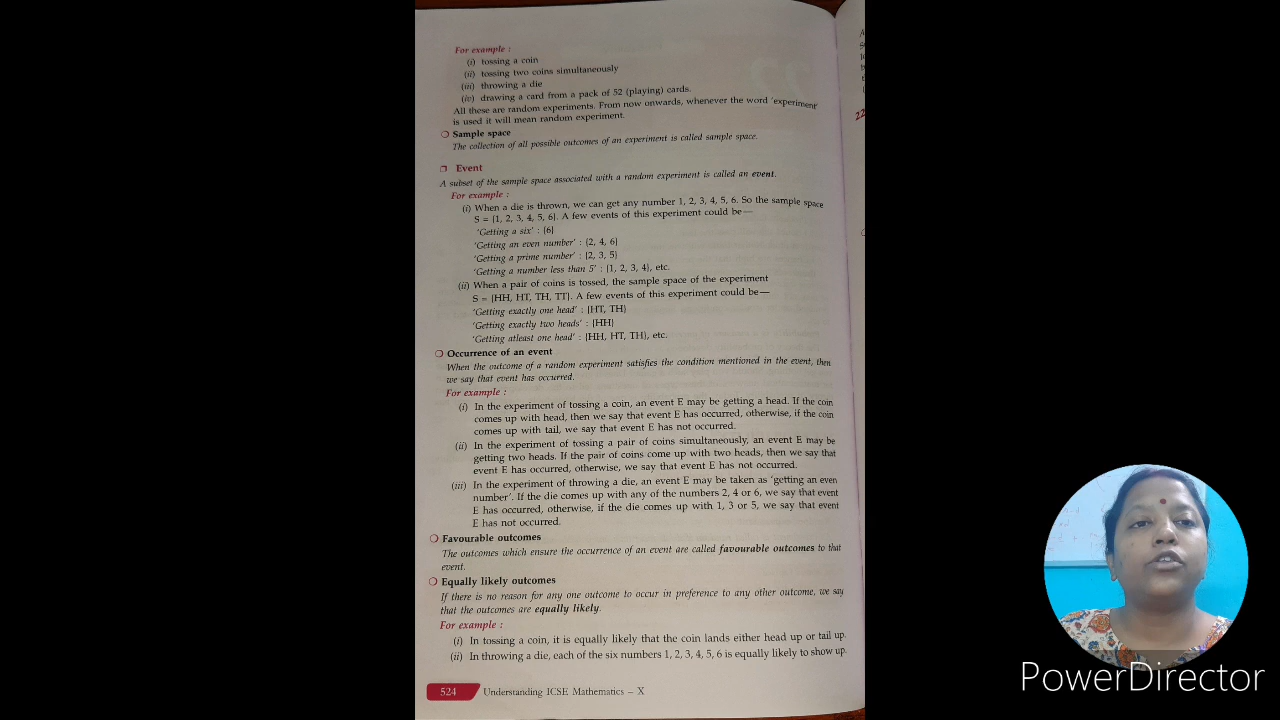 For example :
(i) tossing a coin
(ii) tossing two coins simultaneously
(iii) throwing a die
(iv) drawing a card from a pack of 52 (playing) cards.
All these are random experiments. From now onwards, whenever the word 'experiment'
is used it will mean random experiment.
❍ Sample space
The collection of all possible outcomes of an experiment is called sample space.
❒ Event
A subset of the sample space associated with a random experiment is called an event.
For example :
(i) When a die is thrown, we can get any number 1, 2, 3, 4, 5, 6. So the sample space
S = {1, 2, 3, 4, 5, 6}. A few events of this experiment could be—
'Getting a six' : {6}
'Getting an even number' : {2, 4, 6}
'Getting a prime number' : {2, 3, 5}
'Getting a number less than 5' : {1, 2, 3, 4}, etc.
(ii) When a pair of coins is tossed, the sample space of the experiment
S = {HH, HT, TH, TT}. A few events of this experiment could be—
'Getting exactly one head' : {HT, TH}
'Getting exactly two heads' : {HH}
'Getting atleast one head' : {HH, HT, TH}, etc.
❍ Occurrence of an event
When the outcome of a random experiment satisfies the condition mentioned in the event, then
we say that event has occurred.
For example :
(i) In the experiment of tossing a coin, an event E may be getting a head. If the coin
comes up with head, then we say that event E has occurred, otherwise, if the coin
comes up with tail, we say that event E has not occurred.
(ii) In the experiment of tossing a pair of coins simultaneously, an event E may be
getting two heads. If the pair of coins come up with two heads, then we say that
event E has occurred, otherwise, we say that event E has not occurred.
(iii) In the experiment of throwing a die, an event E may be taken as 'getting an even
number'. If the die comes up with any of the numbers 2, 4 or 6, we say that event
E has occurred, otherwise, if the die comes up with 1, 3 or 5, we say that event
E has not occurred.
❍ Favourable outcomes
The outcomes which ensure the occurrence of an event are called favourable outcomes to that
event.
❍ Equally likely outcomes
If there is no reason for any one outcome to occur in preference to any other outcome, we say
that the outcomes are equally likely.
For example :
(i) In tossing a coin, it is equally likely that the coin lands either head up or tail up.
(ii) In throwing a die, each of the six numbers 1, 2, 3, 4, 5, 6 is equally likely to show up.
524 Understanding ICSE Mathematics – X
PowerDirector